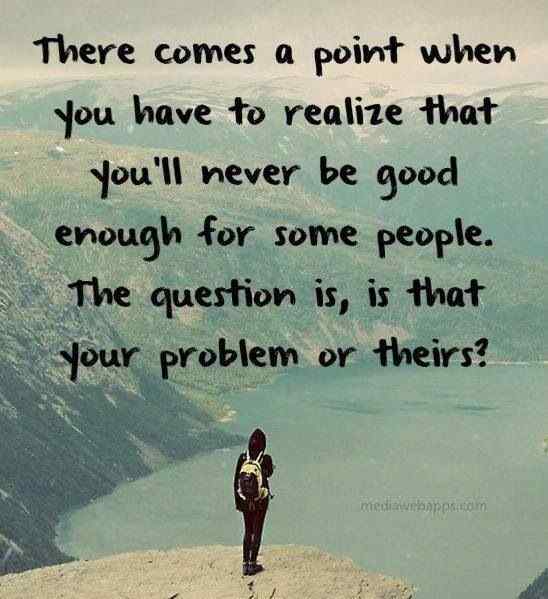 There comes a point when
you have to realize that
you'll never be good
enough for some people.
The question is, is that
your problem or theirs?
mediawebapps.com